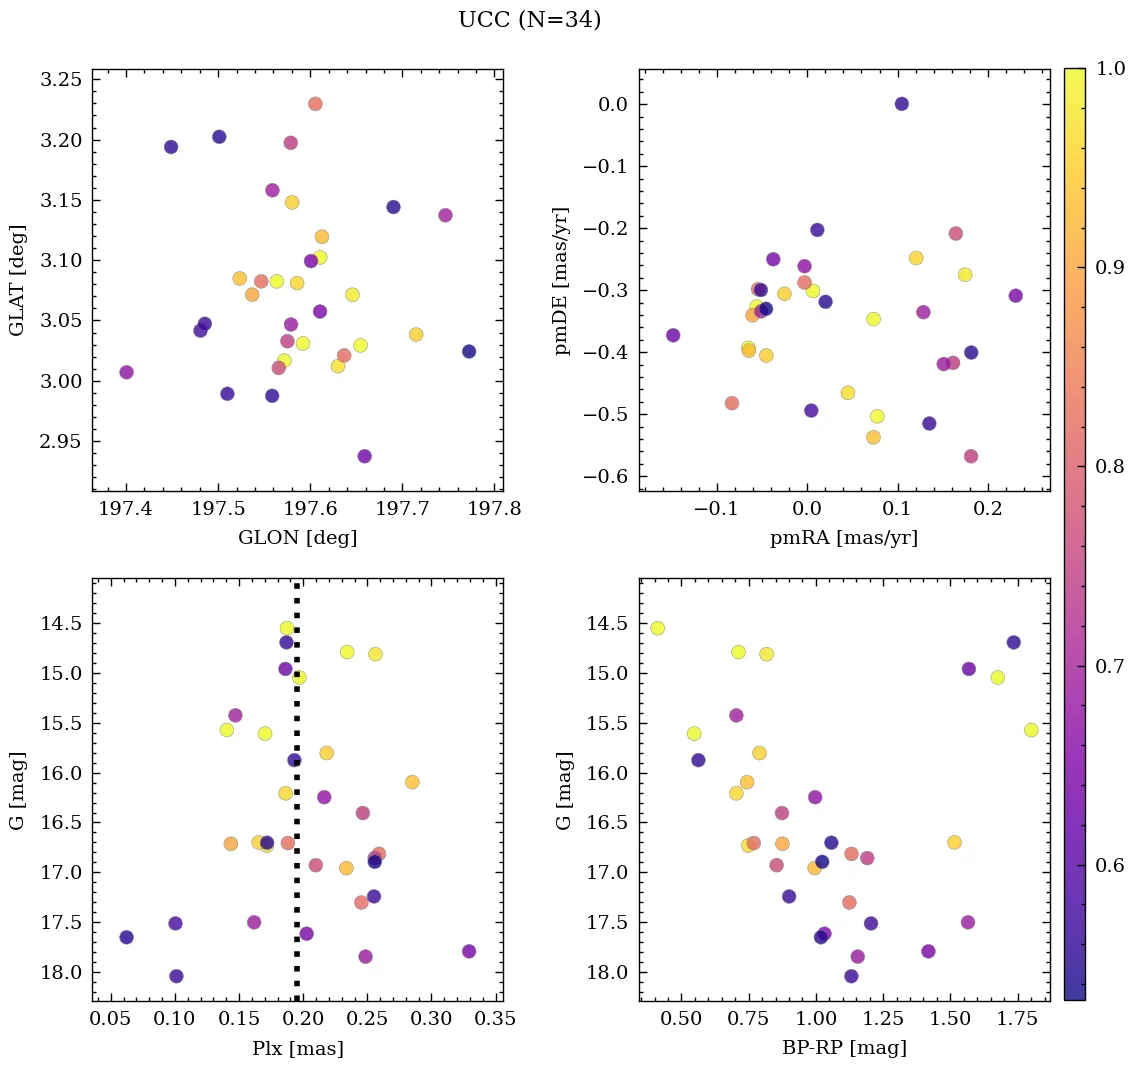 UCC (N=34)
3.25
3.20
3.15
3.10
3.05
3.00
2.95
GLAT [deg]
197.4 197.5 197.6 197.7 197.8
GLON [deg]
0.0
−0.1
−0.2
−0.3
−0.4
−0.5
−0.6
pmDE [mas/yr]
−0.1 0.0 0.1 0.2
pmRA [mas/yr]
1.0
0.9
0.8
0.7
0.6
14.5
15.0
15.5
16.0
16.5
17.0
17.5
18.0
G [mag]
0.05 0.10 0.15 0.20 0.25 0.30 0.35
Plx [mas]
14.5
15.0
15.5
16.0
16.5
17.0
17.5
18.0
G [mag]
0.50 0.75 1.00 1.25 1.50 1.75
BP-RP [mag]